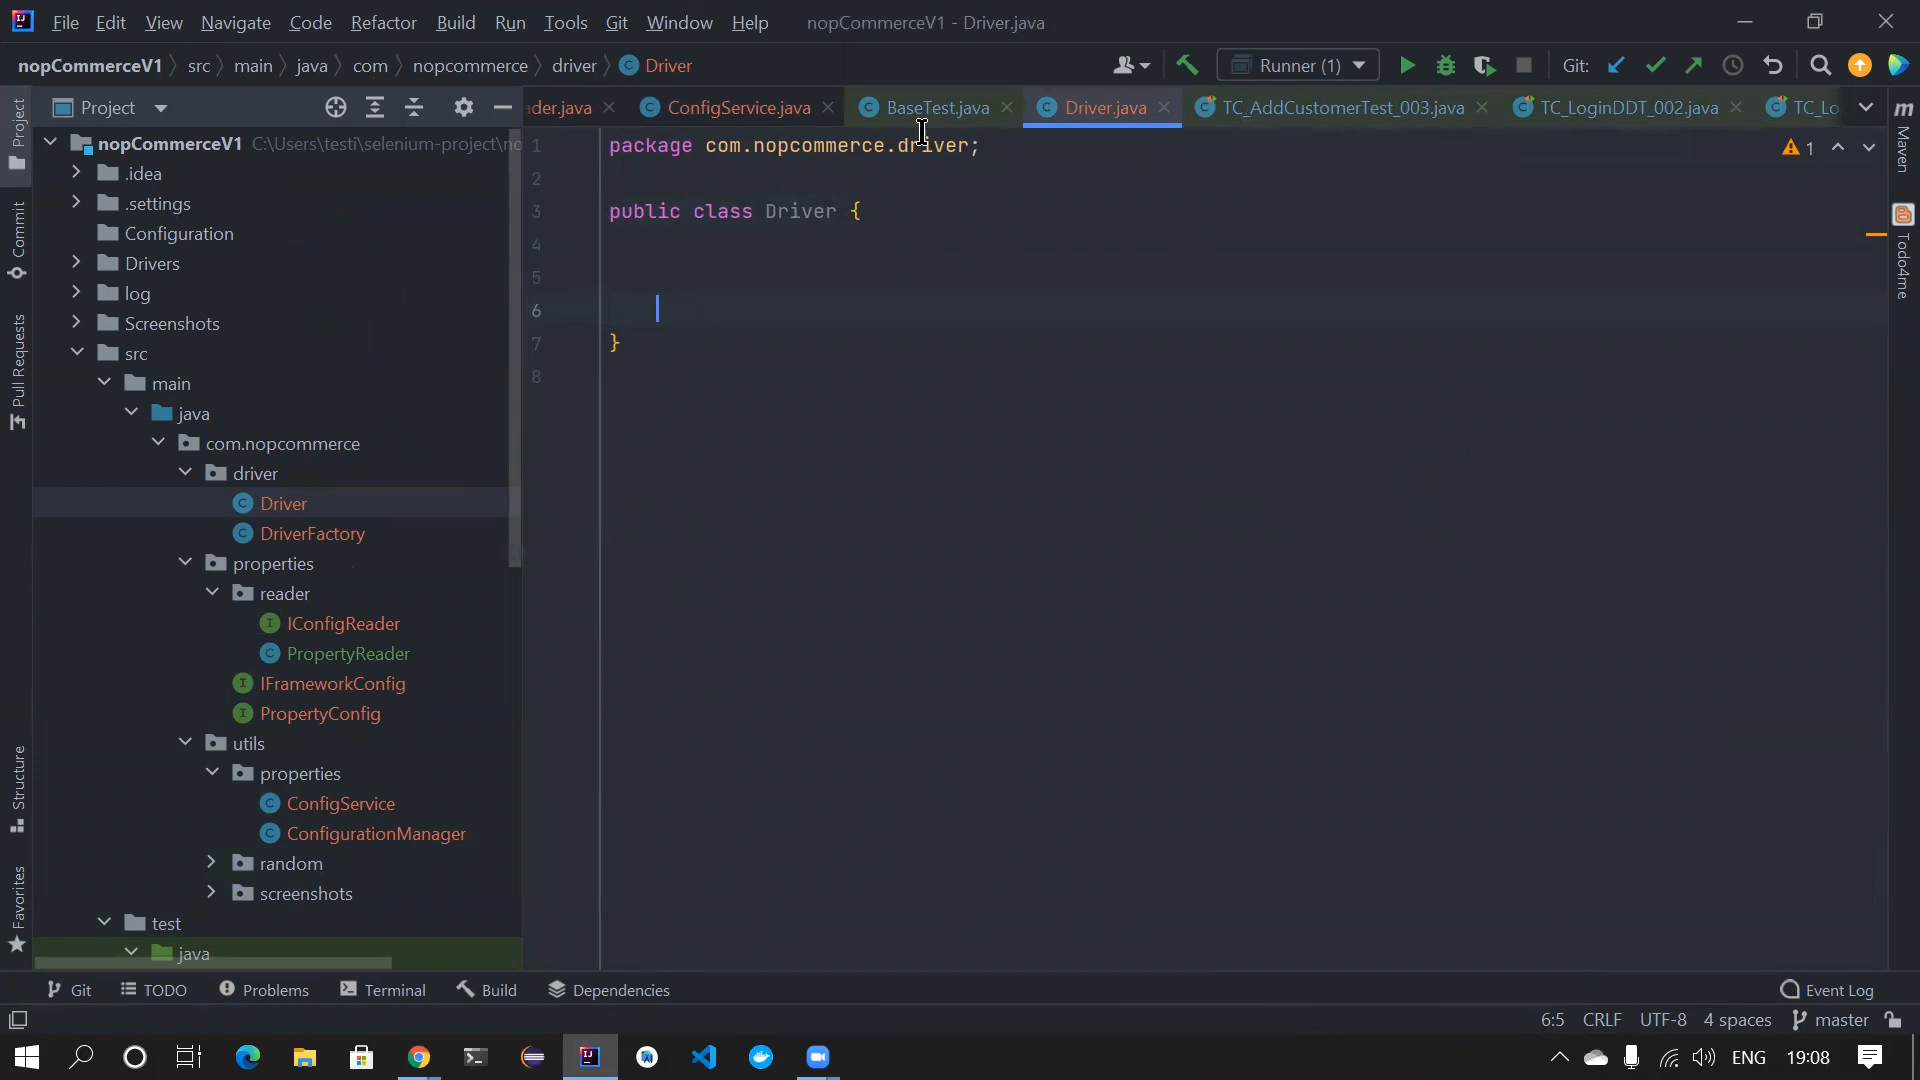 File Edit View Navigate Code Refactor Build Run Tools Git Window Help nopCommerceV1 - Driver.java
nopCommerceV1 src main java com nopcommerce driver Driver Runner (1) Git:
Project der.java ConfigService.java BaseTest.java Driver.java TC_AddCustomerTest_003.java TC_LoginDDT_002.java TC_Lo
nopCommerceV1 C:\Users\testi\selenium-project\no
.idea
.settings
Configuration
Drivers
log
Screenshots
src
main
java
com.nopcommerce
driver
Driver
DriverFactory
properties
reader
IConfigReader
PropertyReader
IFrameworkConfig
PropertyConfig
utils
properties
ConfigService
ConfigurationManager
random
screenshots
test
java
1 package com.nopcommerce.driver;
2
3 public class Driver {
4
5
6
7 }
8
1
Project
Commit
Pull Requests
Structure
Favorites
m
Maven
Todo4me
Git TODO Problems Terminal Build Dependencies Event Log
6:5 CRLF UTF-8 4 spaces master
ENG 19:08